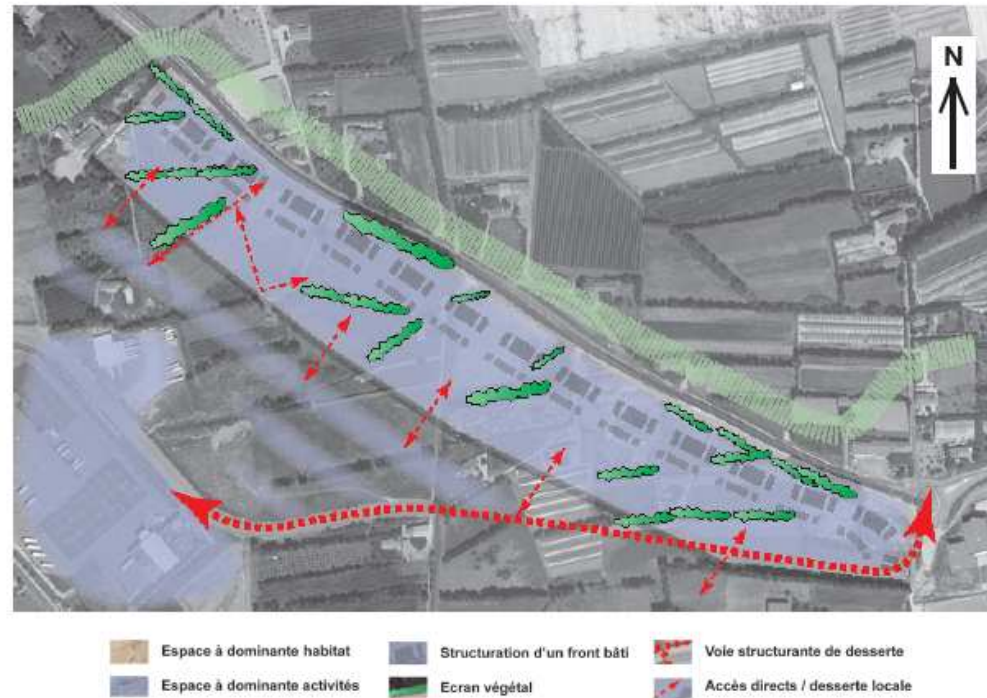 N
Espace à dominante habitat
Structuration d'un front bâti
Voie structurante de desserte
Espace à dominante activités
Ecran végétal
Accès directs / desserte locale